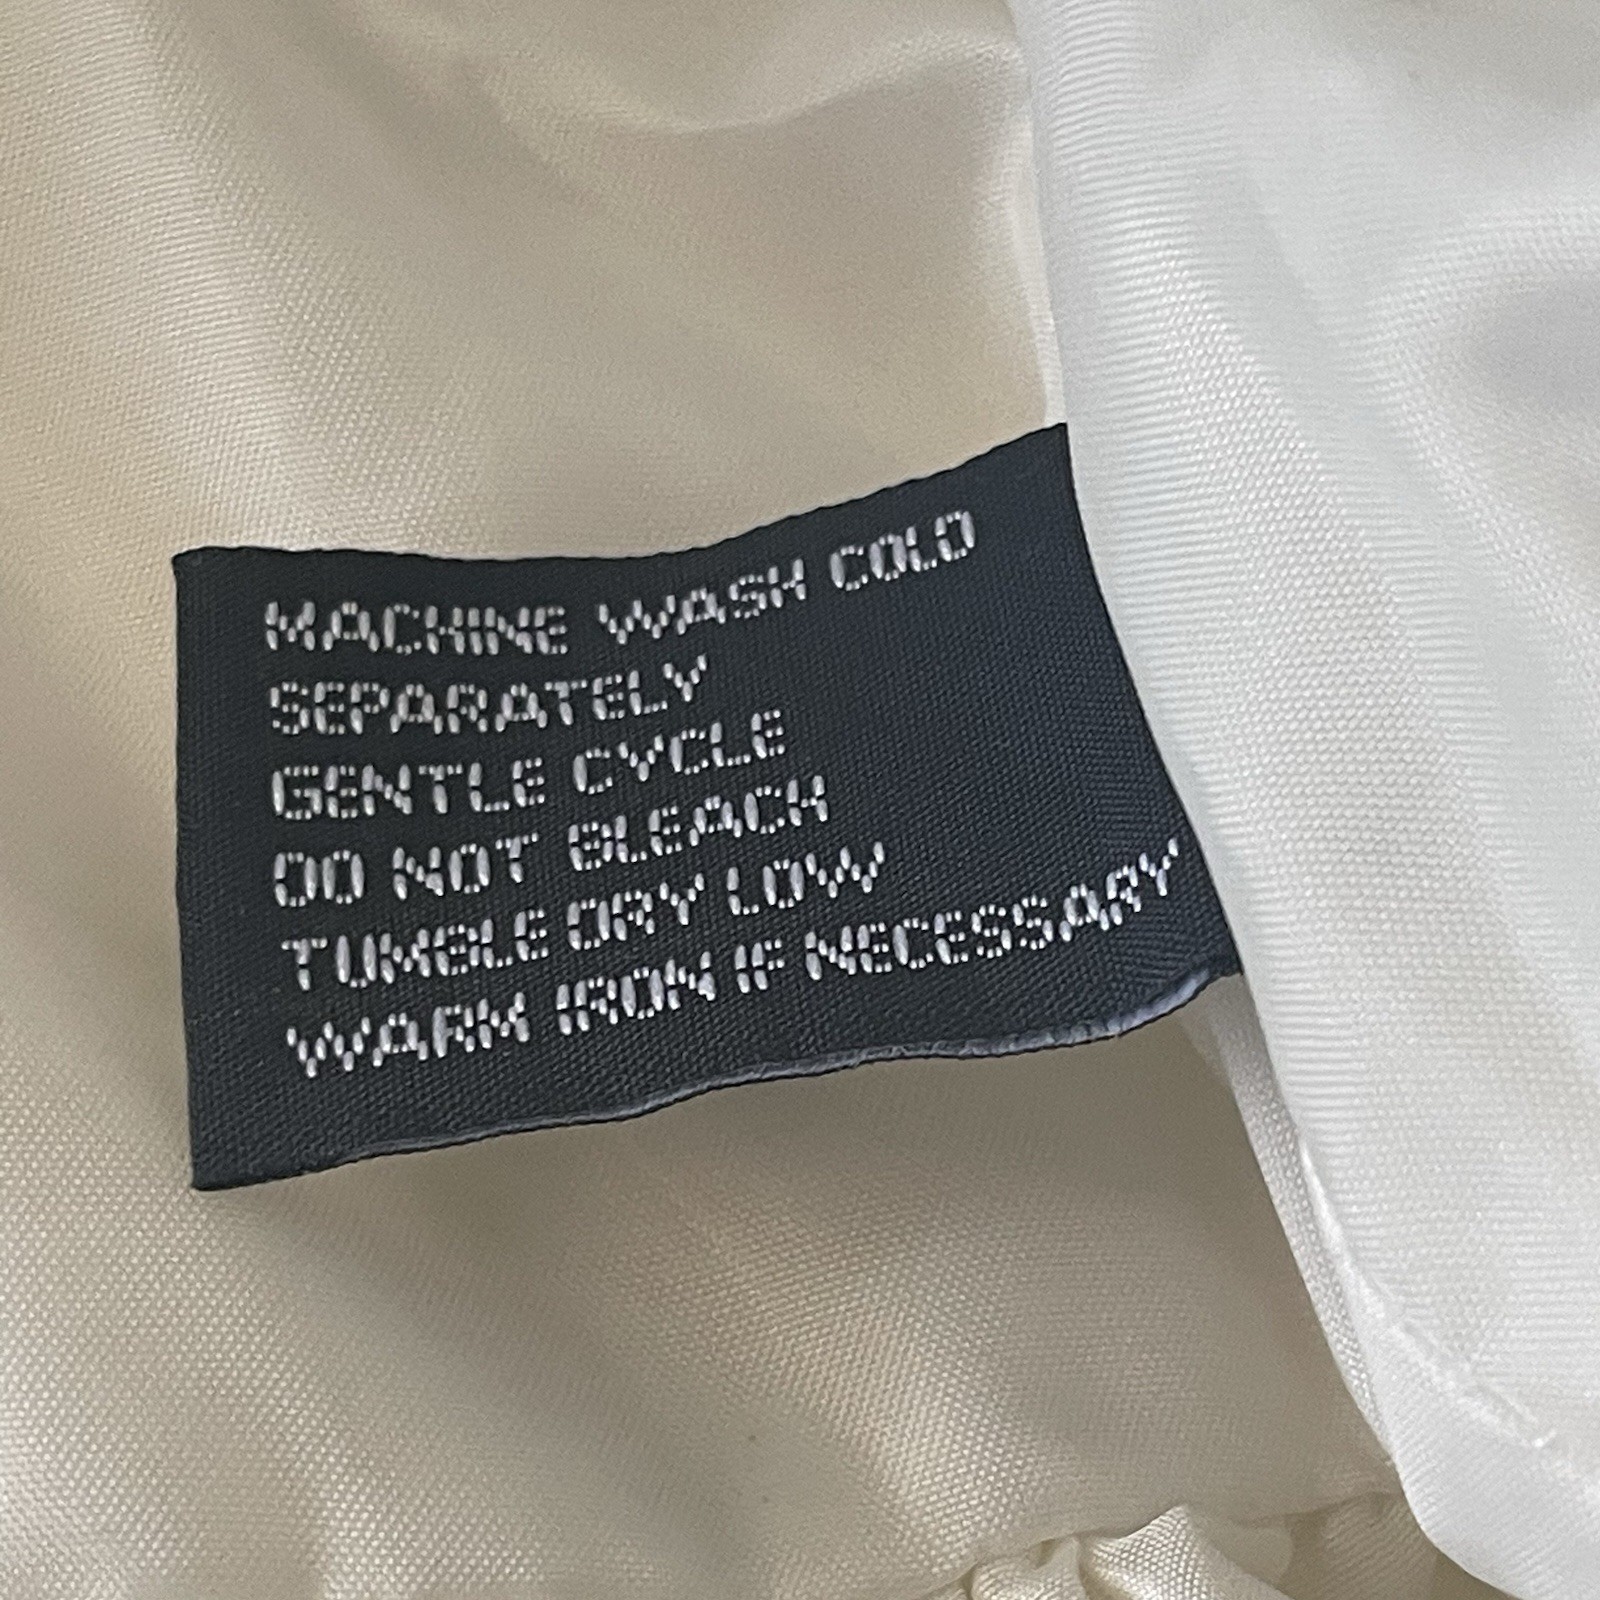 MACHINE WASH COLD
SEPARATELY
GENTLE CYCLE
DO NOT BLEACH
TUMBLE DRY LOW
WARM IRON IF NECESSARY